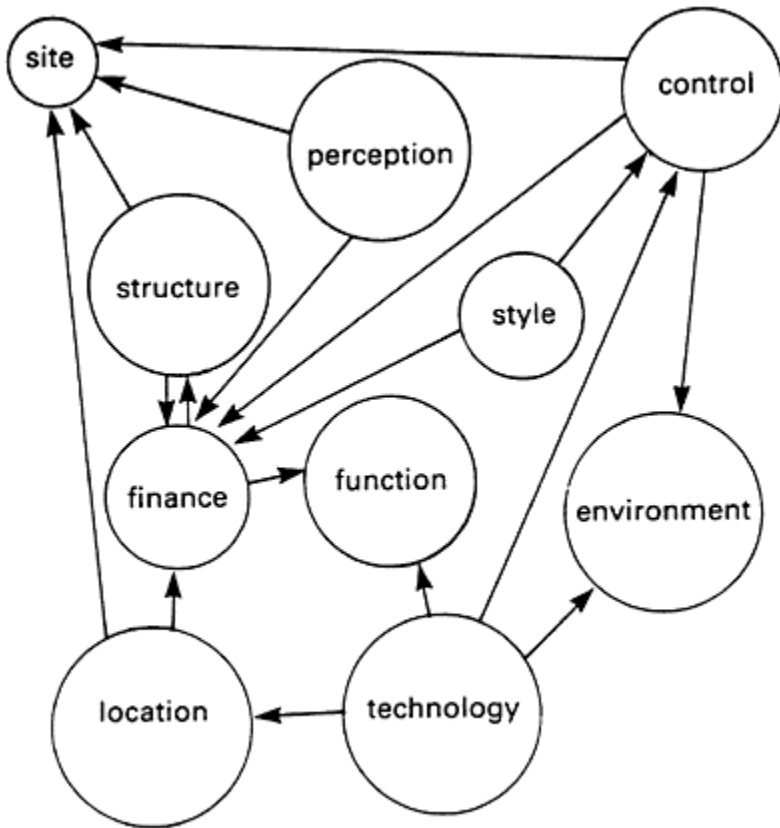 site
control
perception
structure
style
function
finance
environment
location
technology